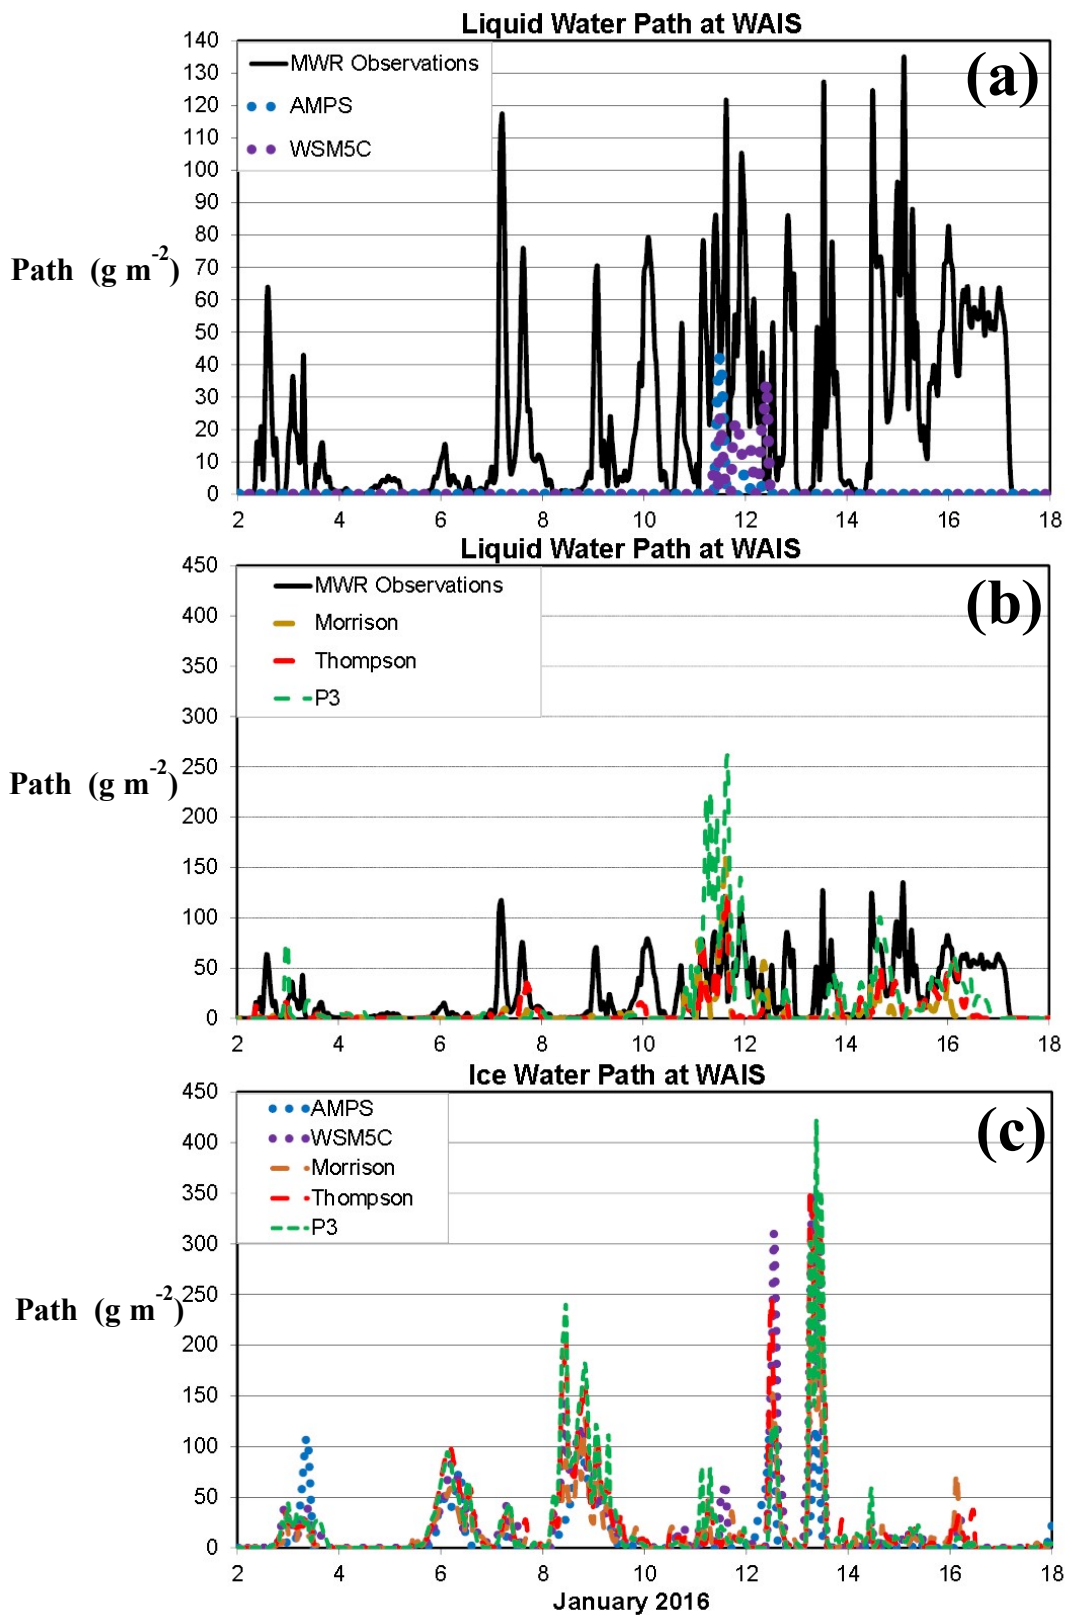 Liquid Water Path at WAIS
140
130
120
110
100
90
80
70
60
50
40
30
20
10
0
MWR Observations
AMPS
WSM5C
(a)
Path (g m-2)
2 4 6 8 10 12 14 16 18
Liquid Water Path at WAIS
450
400
350
300
250
200
150
100
50
0
MWR Observations
Morrison
Thompson
P3
(b)
Path (g m-2)
2 4 6 8 10 12 14 16 18
Ice Water Path at WAIS
450
400
350
300
250
200
150
100
50
0
AMPS
WSM5C
Morrison
Thompson
P3
(c)
Path (g m-2)
2 4 6 8 10 12 14 16 18
January 2016